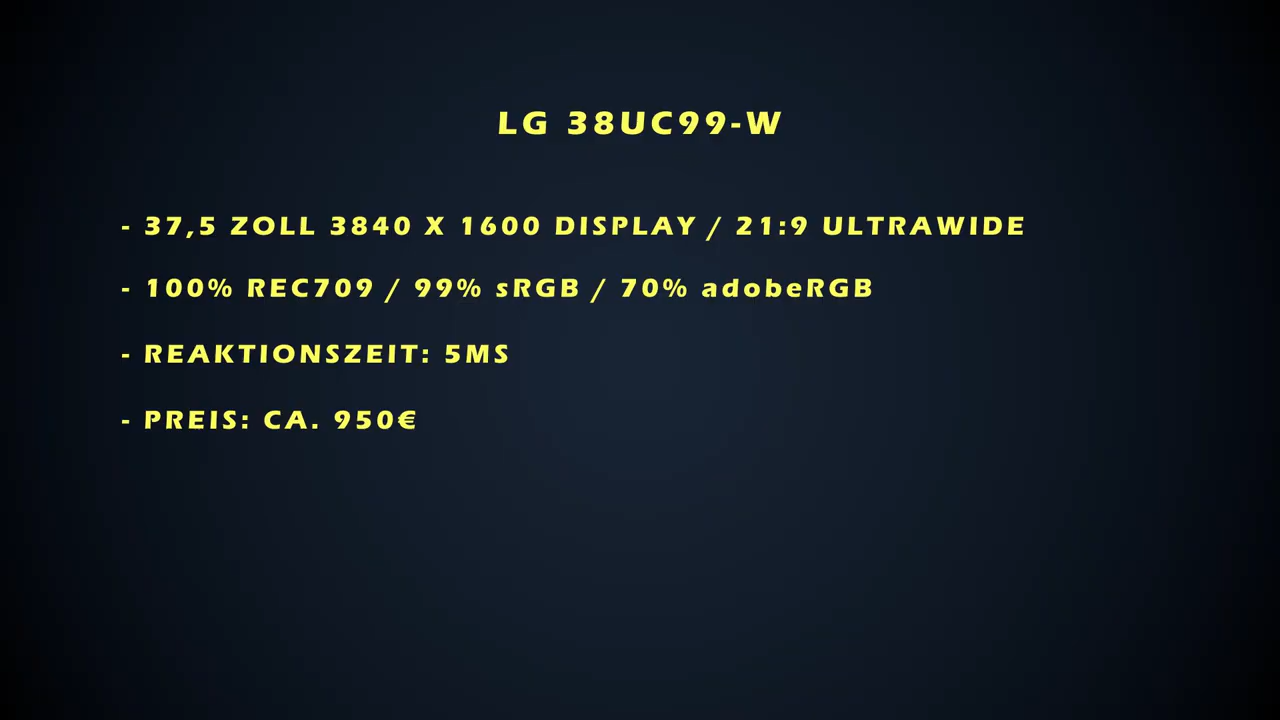 LG 38UC99-W
- 37,5 ZOLL 3840 X 1600 DISPLAY / 21:9 ULTRAWIDE
- 100% REC709 / 99% sRGB / 70% adobeRGB
- REAKTIONSZEIT: 5MS
- PREIS: CA. 950€